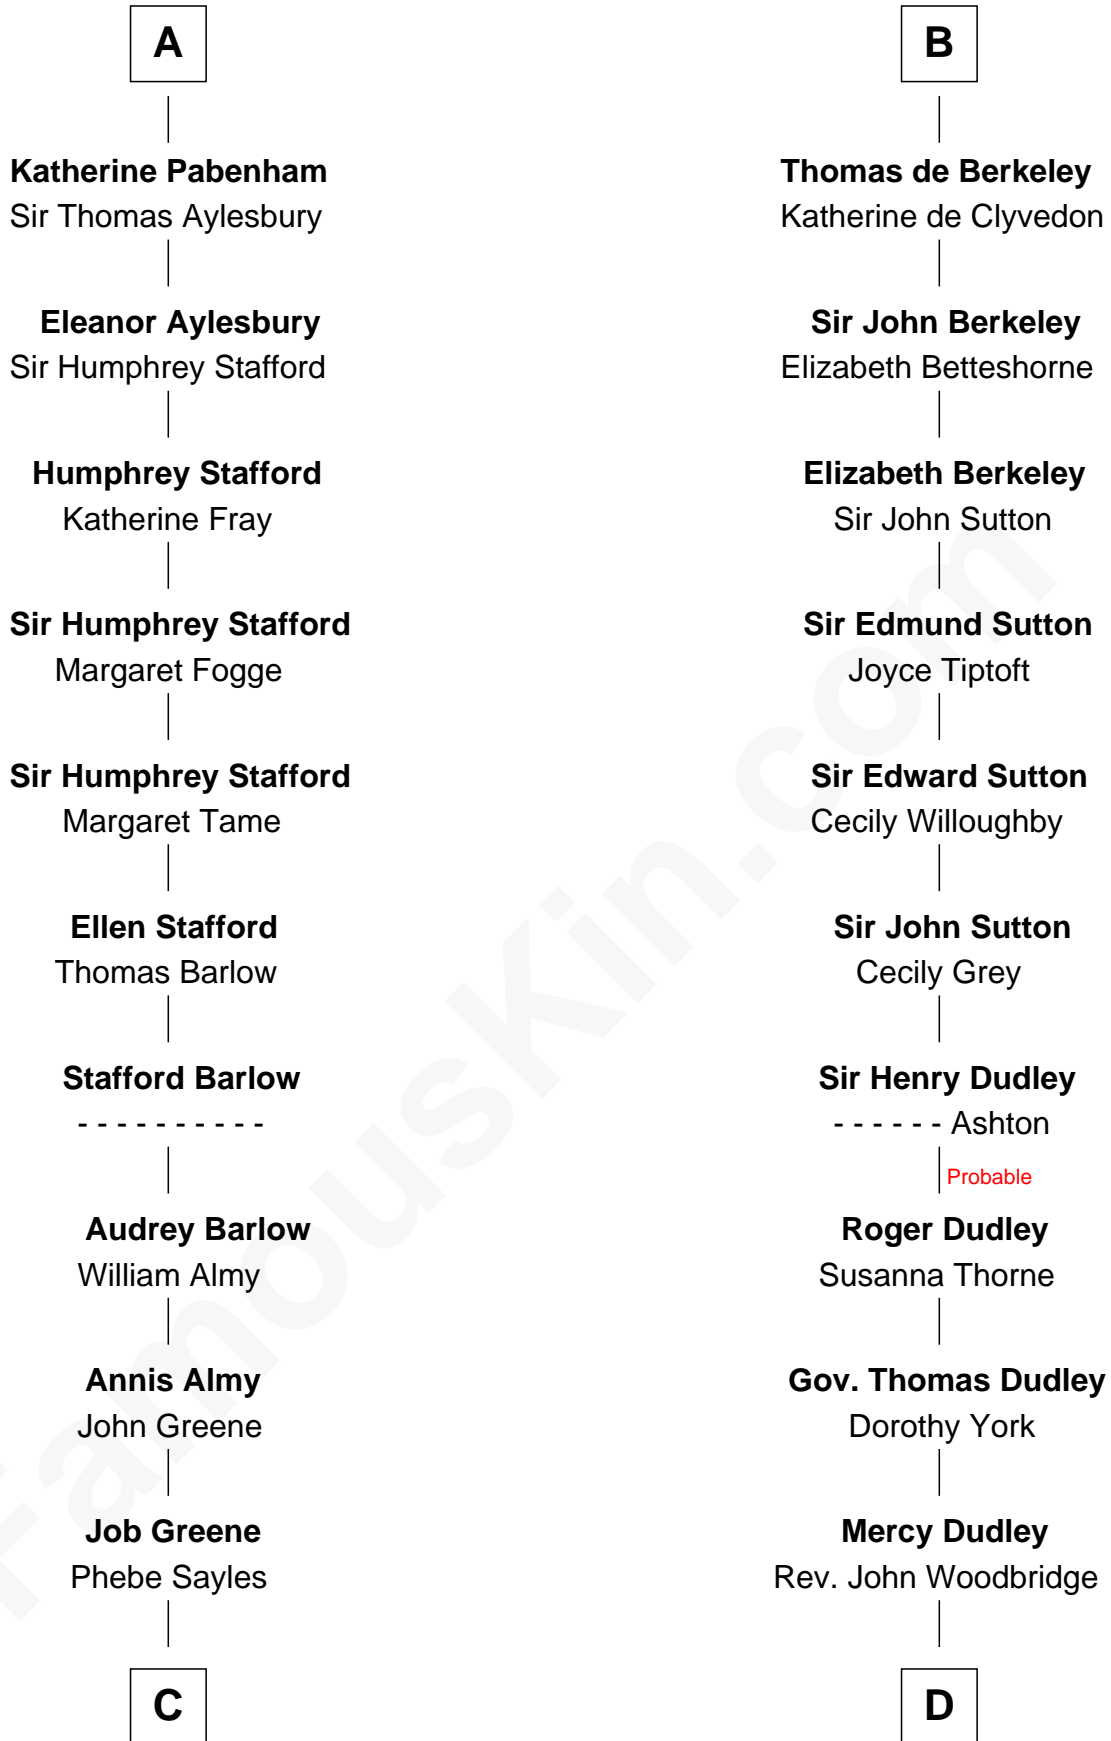 A
Katherine Pabenham
Sir Thomas Aylesbury
Eleanor Aylesbury
Sir Humphrey Stafford
Humphrey Stafford
Katherine Fray
Sir Humphrey Stafford
Margaret Fogge
Sir Humphrey Stafford
Margaret Tame
Ellen Stafford
Thomas Barlow
Stafford Barlow
- - - - - - - - - -
Audrey Barlow
William Almy
Annis Almy
John Greene
Job Greene
Phebe Sayles
C
B
Thomas de Berkeley
Katherine de Clyvedon
Sir John Berkeley
Elizabeth Betteshorne
Elizabeth Berkeley
Sir John Sutton
Sir Edmund Sutton
Joyce Tiptoft
Sir Edward Sutton
Cecily Willoughby
Sir John Sutton
Cecily Grey
Sir Henry Dudley
- - - - - - Ashton
Probable
Roger Dudley
Susanna Thorne
Gov. Thomas Dudley
Dorothy York
Mercy Dudley
Rev. John Woodbridge
D
FamousKin.com